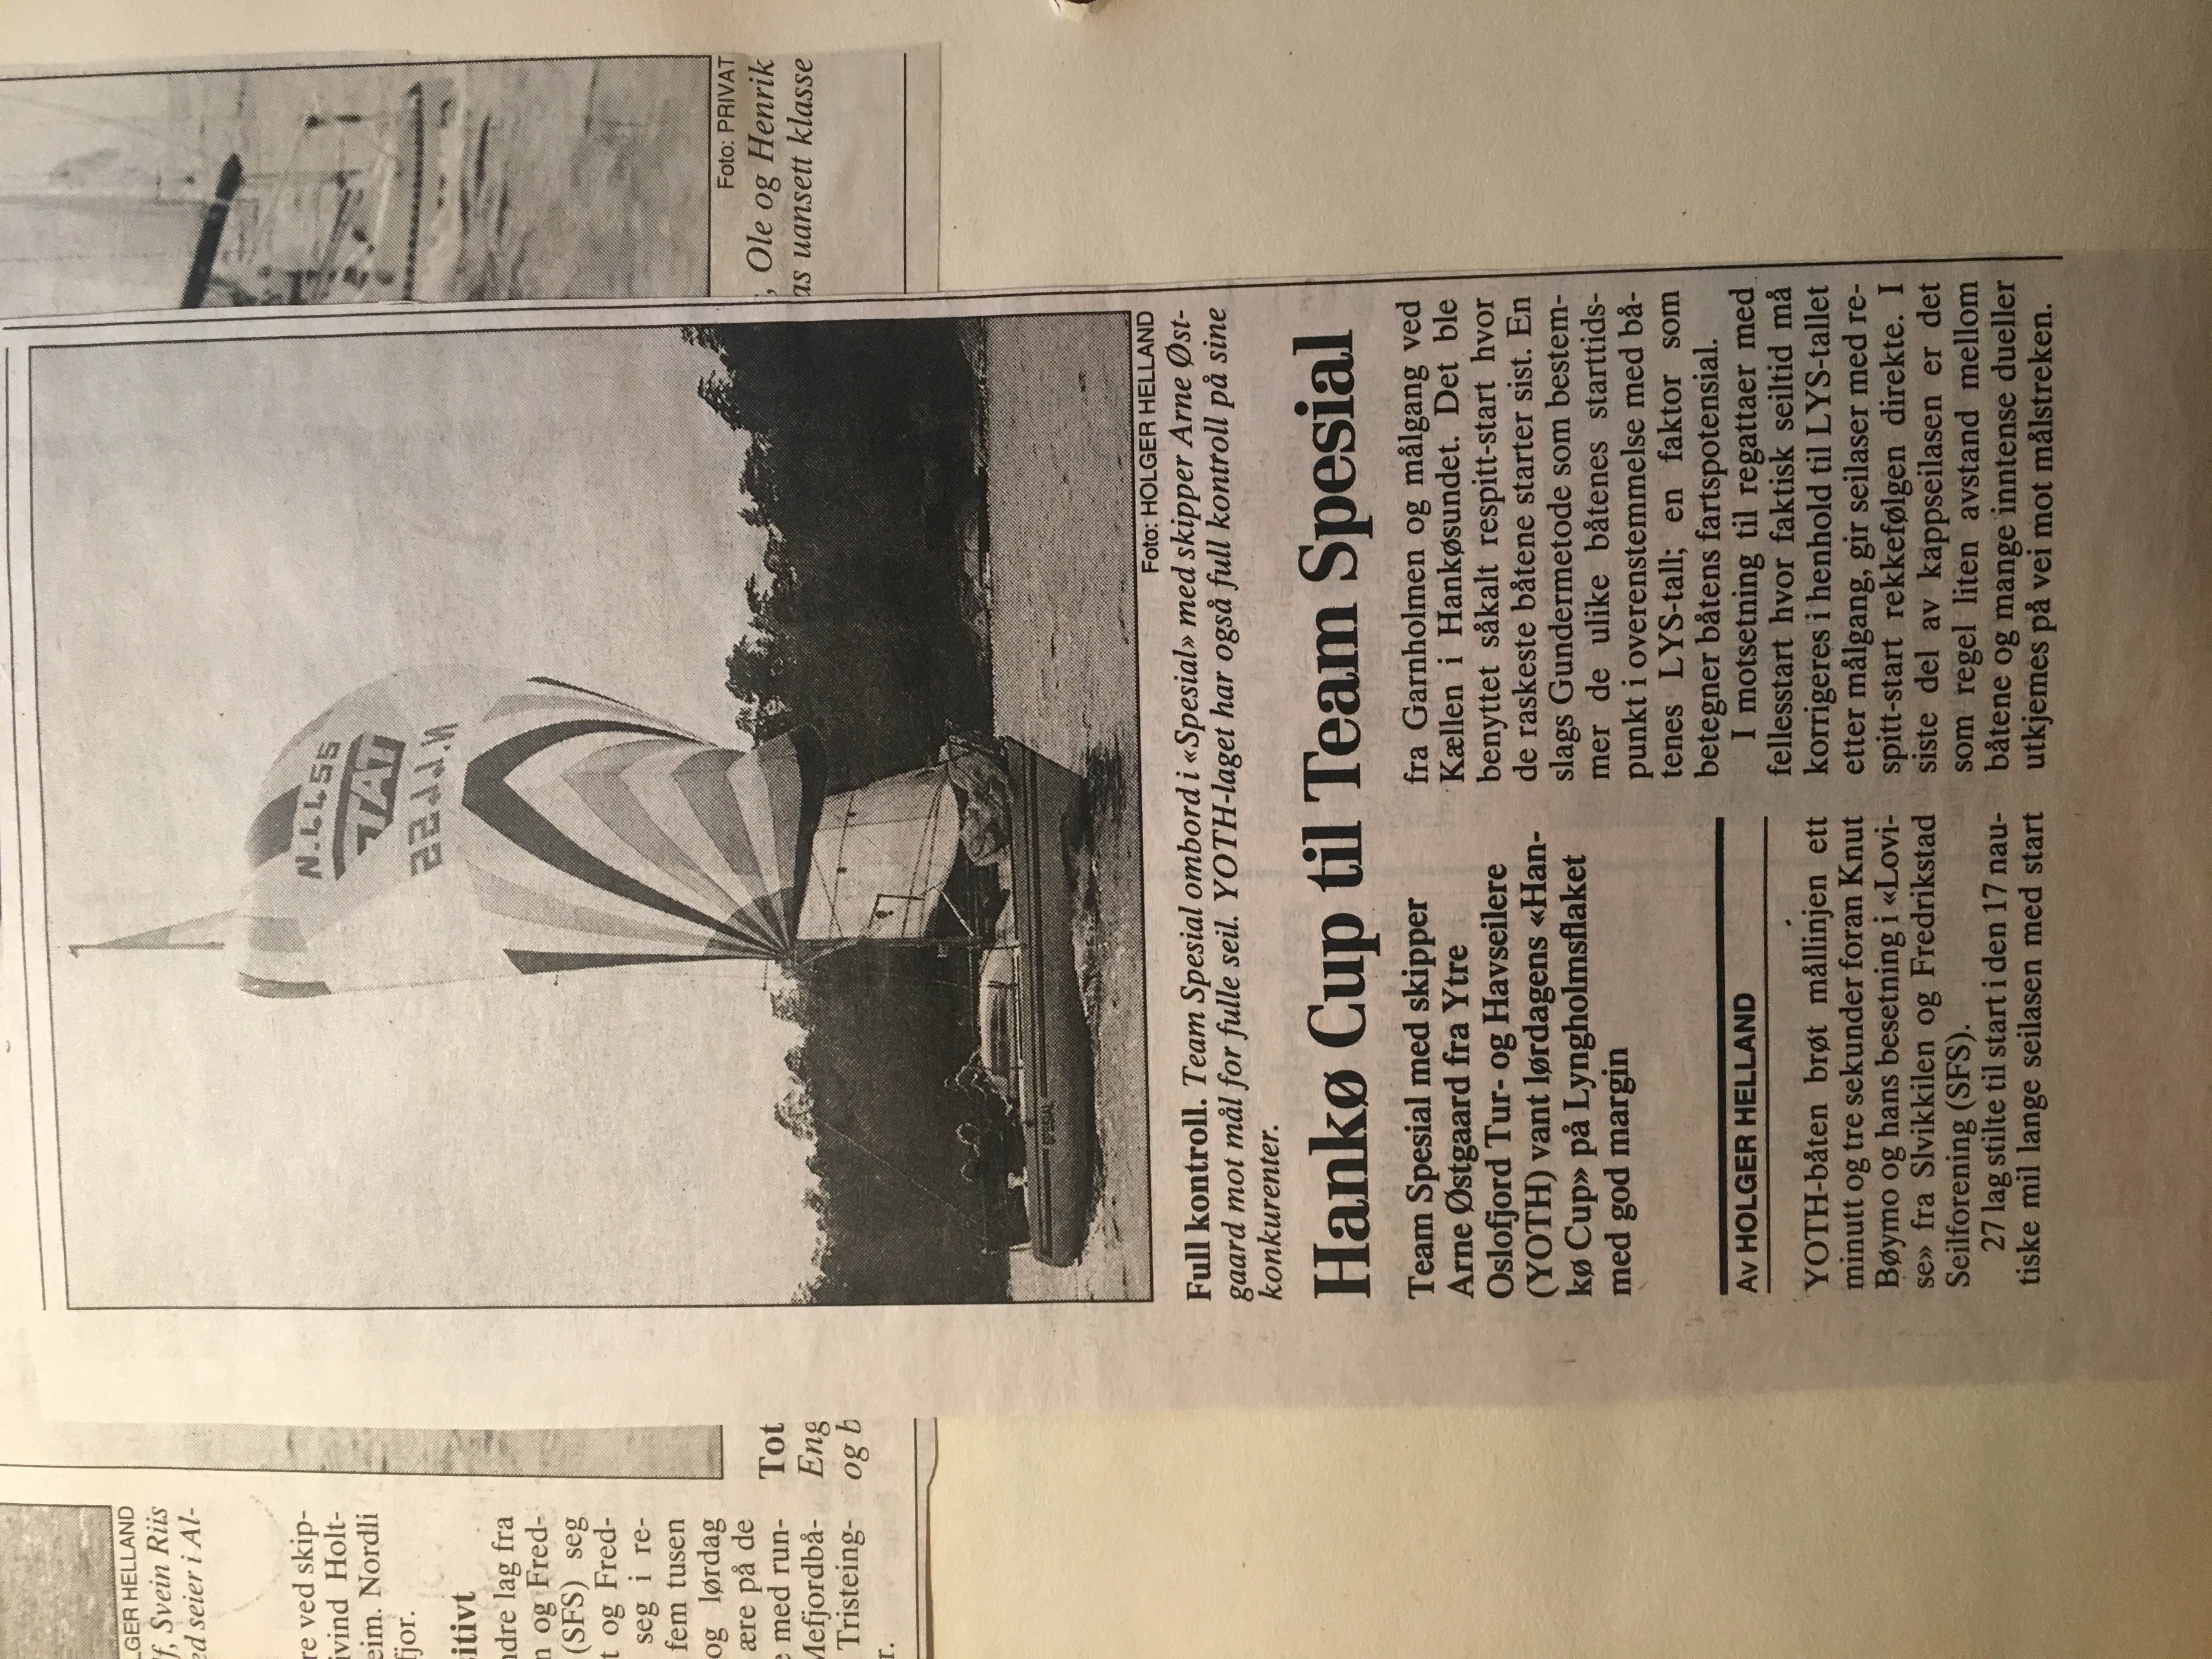 Foto: PRIVAT
, Ole og Henrik
as uansett klasse
N.1155
TAT
N.1155
Foto: HOLGER HELLAND
Full kontroll. Team Spesial ombord i «Spesial» med skipper Arne Øst-
gaard mot mål for fulle seil. YOTH-laget har også full kontroll på sine
konkurenter.
Hankø Cup til Team Spesial
Team Spesial med skipper
Arne Østgaard fra Ytre
Oslofjord Tur- og Havseilere
(YOTH) vant lørdagens «Han-
kø Cup» på Lyngholmsflaket
med god margin
Av HOLGER HELLAND
YOTH-båten brøt mållinjen ett
minutt og tre sekunder foran Knut
Bøymo og hans besetning i «Lovi-
se» fra Slvikkilen og Fredrikstad
Seilforening (SFS).
27 lag stilte til start i den 17 nau-
tiske mil lange seilasen med start
fra Garnholmen og målgang ved
Kællen i Hankøsundet. Det ble
benyttet såkalt respitt-start hvor
de raskeste båtene starter sist. En
slags Gundermetode som bestem-
mer de ulike båtenes starttids-
punkt i overenstemmelse med bå-
tenes LYS-tall; en faktor som
betegner båtens fartspotensial.
I motsetning til regattaer med
fellesstart hvor faktisk seiltid må
korrigeres i henhold til LYS-tallet
etter målgang, gir seilaser med re-
spitt-start rekkefølgen direkte. I
siste del av kappseilasen er det
som regel liten avstand mellom
båtene og mange inntense dueller
utkjemes på vei mot målstreken.
LGER HELLAND
f, Svein Riis
ed seier i Al-
re ved skip-
ivind Holt-
eim. Nordli
fjor.
sitivt
ndre lag fra
n og Fred-
(SFS) seg
t og Fred-
seg i re-
fem tusen
og lørdag
ære på de
e med run-
Mefjordbå-
Tristeing-
r.
Tot
Eng
og b